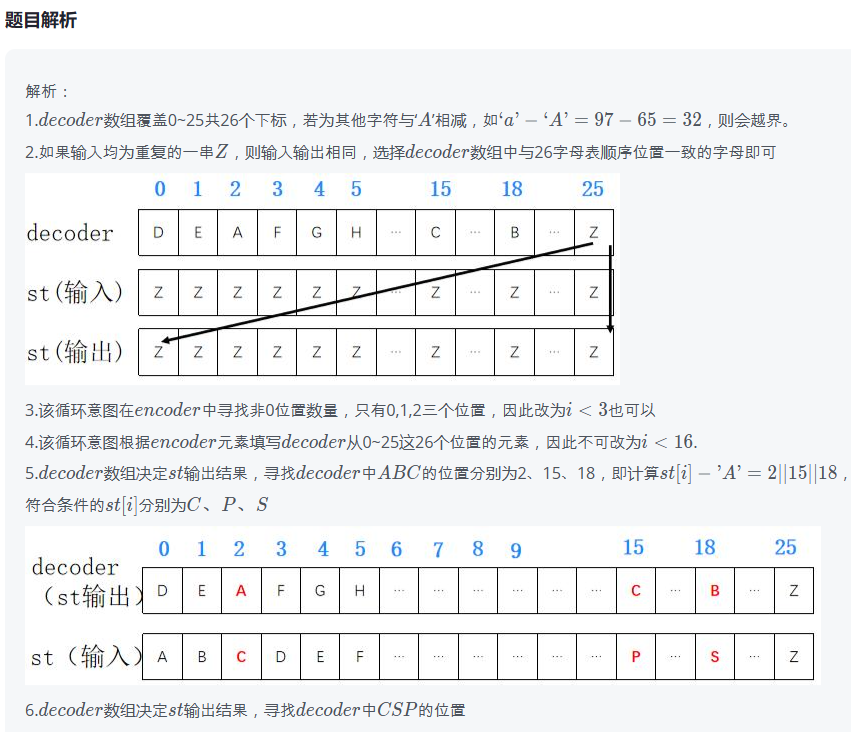 题目解析
解析：
1.decoder数组覆盖0~25共26个下标，若为其他字符与‘A’相减，如‘a’ − ‘A’ = 97 − 65 = 32，则会越界。
2.如果输入均为重复的一串Z，则输入输出相同，选择decoder数组中与26字母表顺序位置一致的字母即可
0 1 2 3 4 5 15 18 25
decoder D E A F G H ... C ... B ... Z
st(输入) Z Z Z Z Z Z ... Z ... Z ... Z
st(输出) Z Z Z Z Z Z ... Z ... Z ... Z
3.该循环意图在encoder中寻找非0位置数量，只有0,1,2三个位置，因此改为i < 3也可以
4.该循环意图根据encoder元素填写decoder从0~25这26个位置的元素，因此不可改为i < 16.
5.decoder数组决定st输出结果，寻找decoder中ABC的位置分别为2、15、18，即计算st[i] − ’A’ = 2||15||18，
符合条件的st[i]分别为C、P、S
0 1 2 3 4 5 6 7 8 9 15 18 25
decoder
（st输出） D E A F G H ... ... ... ... ... ... C ... B ... Z
st（输入） A B C D E F ... ... ... ... ... ... P ... S ... Z
6.decoder数组决定st输出结果，寻找decoder中CSP的位置